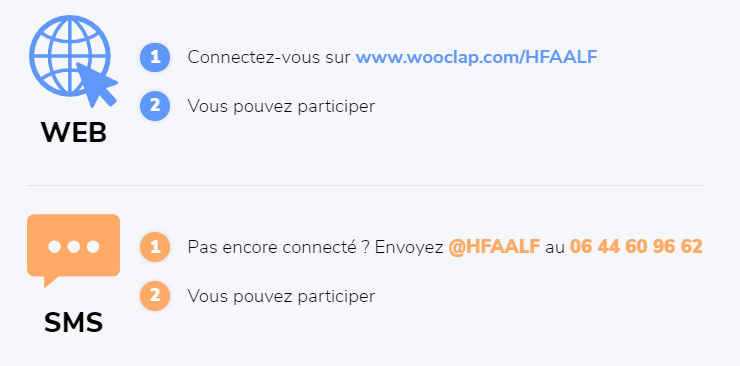 1 Connectez-vous sur www.wooclap.com/HFAALF
2 Vous pouvez participer
WEB
1 Pas encore connecté ? Envoyez @HFAALF au 06 44 60 96 62
2 Vous pouvez participer
SMS